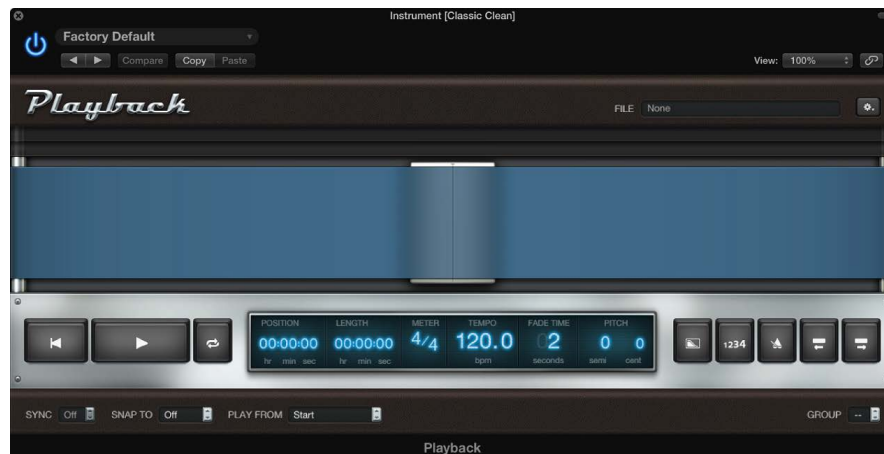 Instrument [Classic Clean]
Factory Default
Compare Copy Paste
View: 100%
Playback
FILE None
POSITION LENGTH METER TEMPO FADE TIME PITCH
00:00:00 00:00:00 4/4 120.0 02 0 0
hr min sec hr min sec bpm seconds semi cent
1234
SYNC Off SNAP TO Off PLAY FROM Start GROUP --
Playback